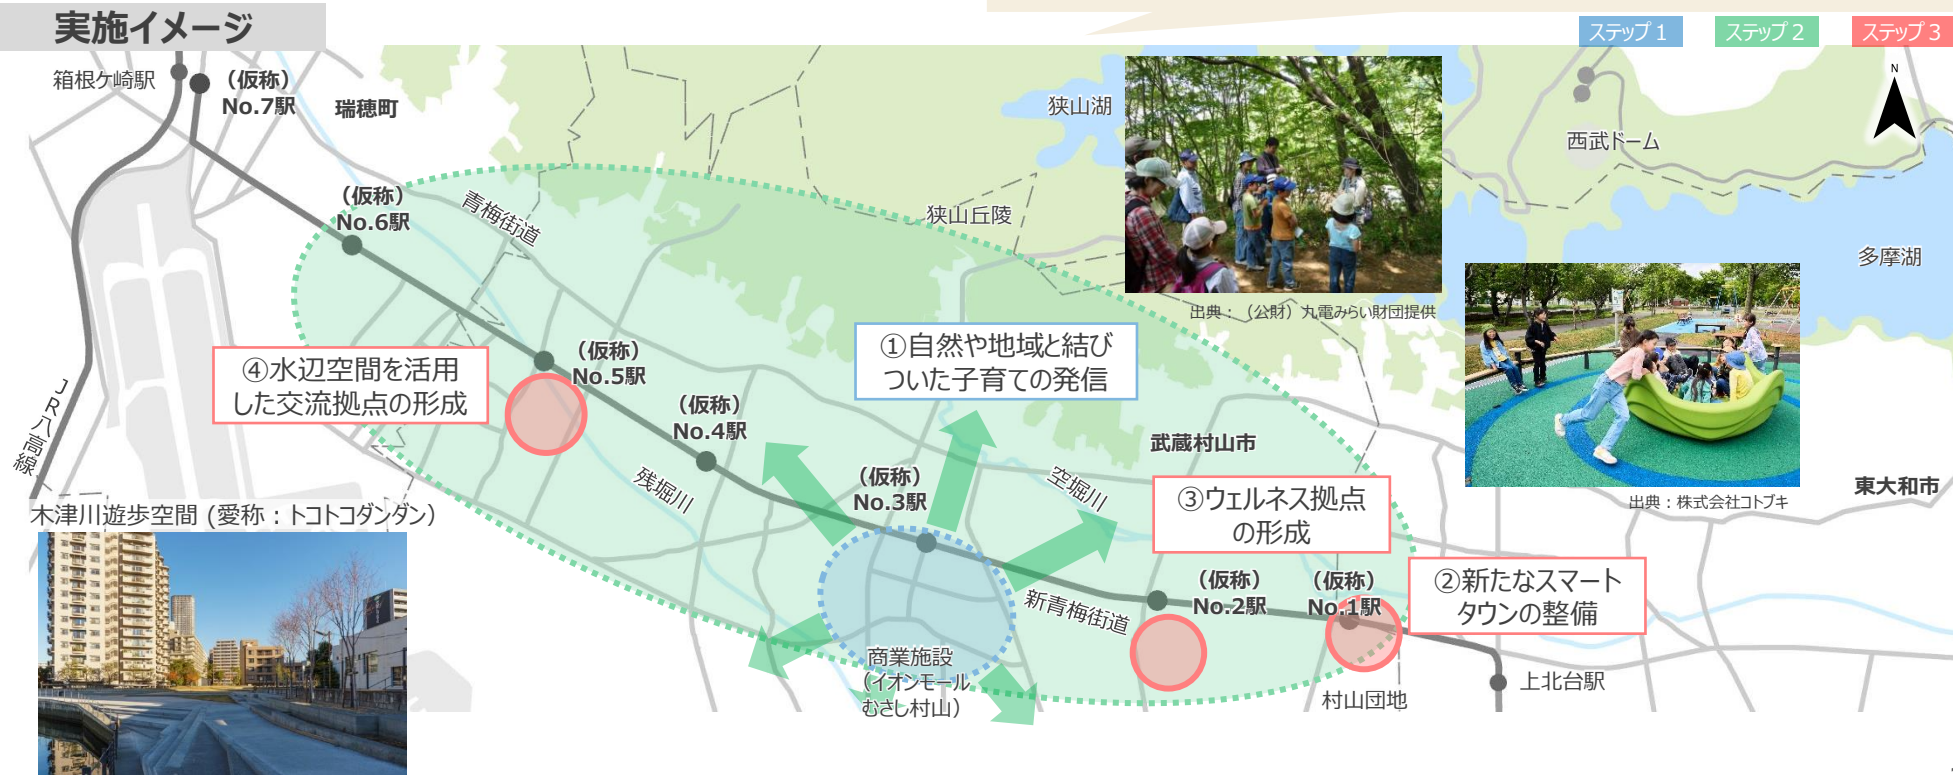 実施イメージ
ステップ1
ステップ2
ステップ3
箱根ケ崎駅
（仮称）
No.7駅
瑞穂町
狭山湖
N
西武ドーム
（仮称）
No.6駅
青梅街道
狭山丘陵
多摩湖
出典：（公財）九電みらい財団提供
①自然や地域と結び
ついた子育ての発信
④水辺空間を活用
した交流拠点の形成
（仮称）
No.5駅
（仮称）
No.4駅
JR八高線
武蔵村山市
（仮称）
No.3駅
残堀川
空堀川
③ウェルネス拠点
の形成
東大和市
出典：株式会社コトブキ
木津川遊歩空間 (愛称：トコトコダンダン）
新青梅街道
（仮称）
No.2駅
（仮称）
No.1駅
②新たなスマート
タウンの整備
商業施設
（イオンモール
むさし村山）
村山団地
上北台駅